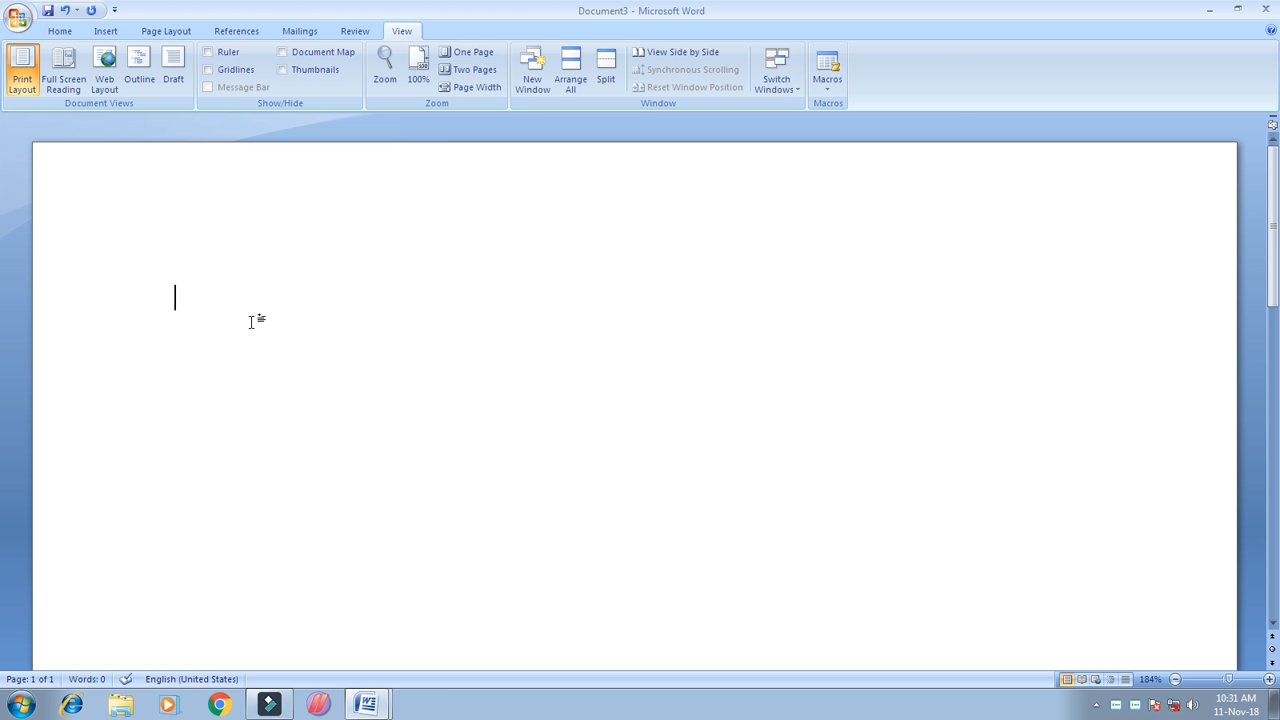 Document3 - Microsoft Word
Home Insert Page Layout References Mailings Review View
Ruler Document Map One Page View Side by Side
Gridlines Thumbnails Two Pages Synchronous Scrolling
Print Layout Full Screen Reading Web Layout Outline Draft Message Bar Zoom 100% Page Width New Window Arrange All Split Reset Window Position Switch Windows Macros
Document Views Show/Hide Zoom Window Macros
Page: 1 of 1 Words: 0 English (United States) 184%
10:31 AM
11-Nov-18